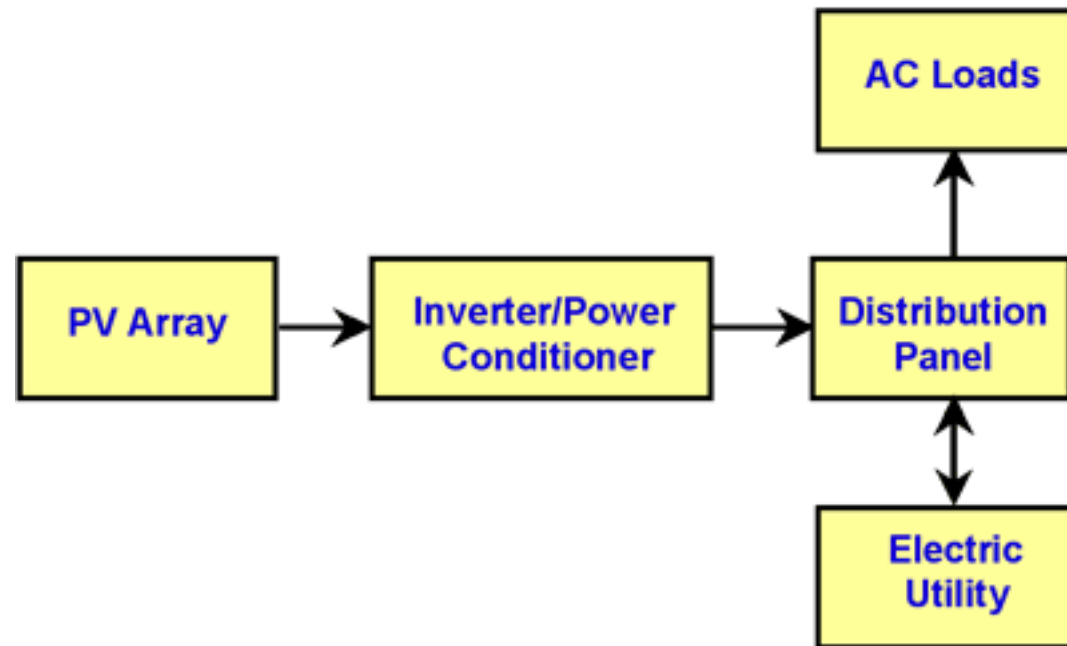 AC Loads
PV Array
Inverter/Power
Conditioner
Distribution
Panel
Electric
Utility